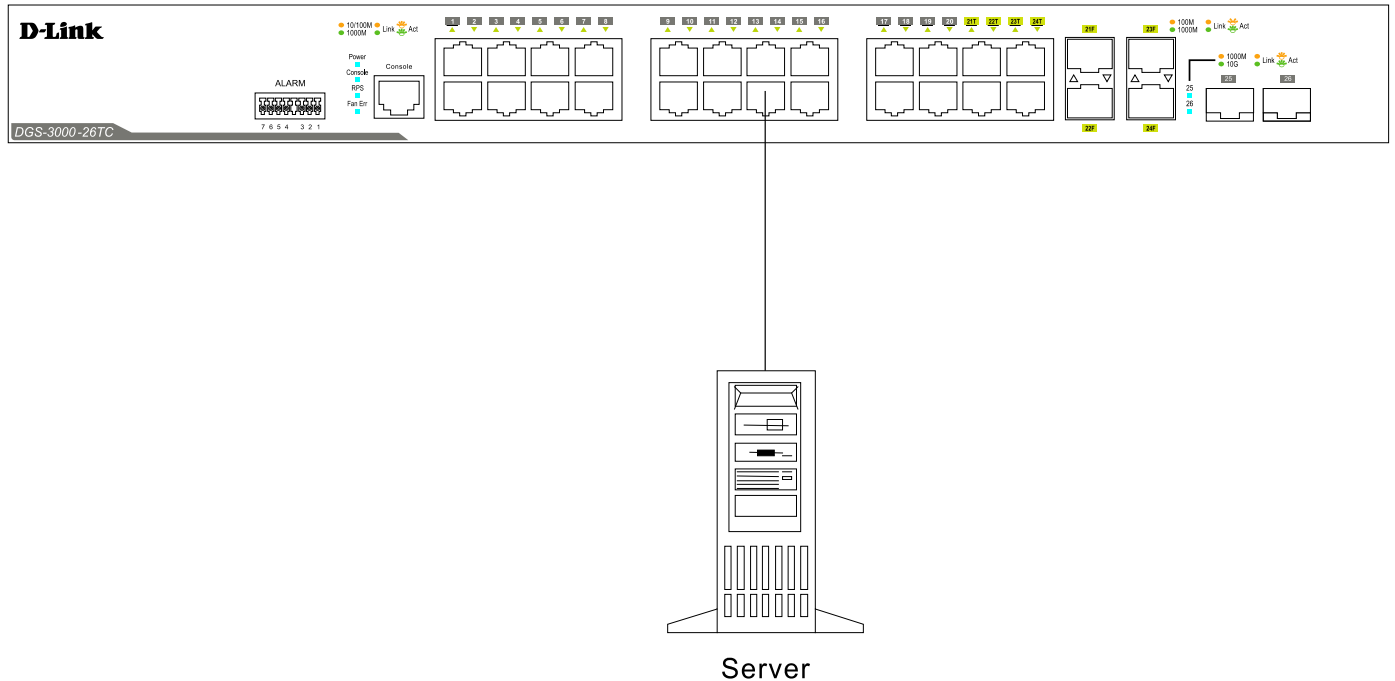 D-Link
10/100M
1000M
Link
Act
1 2 3 4 5 6 7 8
9 10 11 12 13 14 15 16
17 18 19 20 21T 22T 23T 24T
21F
23F
100M
1000M
Link
Act
Power
Console
RPS
Fan Err
Console
1000M
10G
Link
Act
25
26
25
26
ALARM
7 6 5 4 3 2 1
22F
24F
DGS-3000-26TC
Server